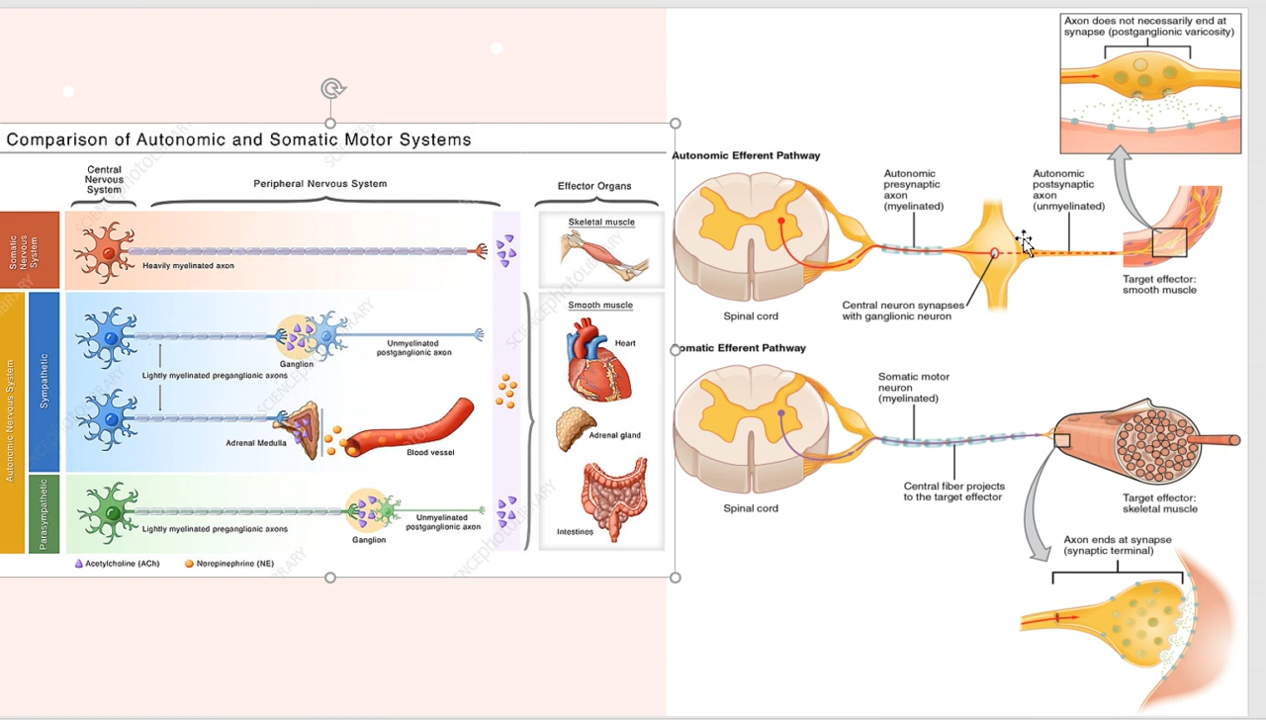 Comparison of Autonomic and Somatic Motor Systems
Central
Nervous
System
Peripheral Nervous System
Effector Organs
Somatic
Nervous
System
Heavily myelinated axon
Skeletal muscle
Autonomic Nervous System
Sympathetic
Ganglion
Unmyelinated
postganglionic axon
Lightly myelinated preganglionic axons
Adrenal Medulla
Blood vessel
Smooth muscle
Heart
Adrenal gland
Intestines
Parasympathetic
Lightly myelinated preganglionic axons
Ganglion
Unmyelinated
postganglionic axon
Acetylcholine (ACh)
Norepinephrine (NE)
SCIENCEphotOLIBRARY
Axon does not necessarily end at
synapse (postganglionic varicosity)
Autonomic Efferent Pathway
Autonomic
presynaptic
axon
(myelinated)
Autonomic
postsynaptic
axon
(unmyelinated)
Central neuron synapses
with ganglionic neuron
Spinal cord
Target effector:
smooth muscle
omatic Efferent Pathway
Somatic motor
neuron
(myelinated)
Central fiber projects
to the target effector
Spinal cord
Target effector:
skeletal muscle
Axon ends at synapse
(synaptic terminal)